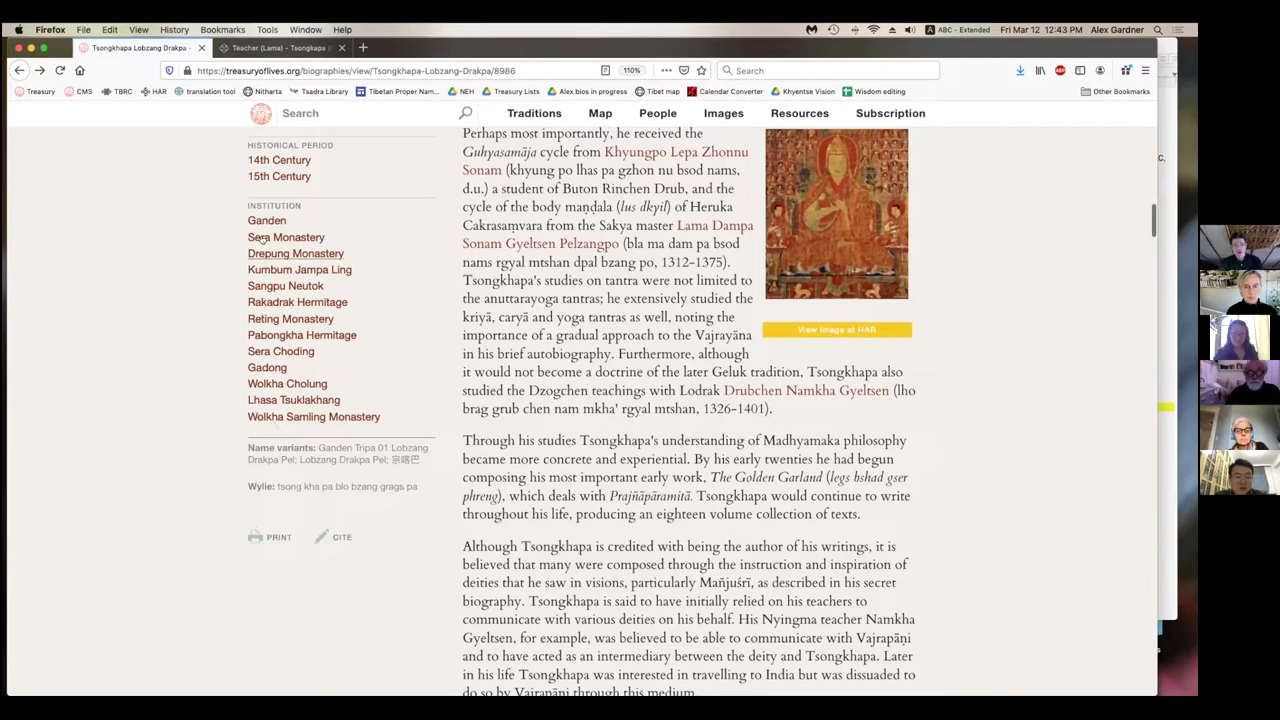 Firefox File Edit View History Bookmarks Tools Window Help
ABC - Extended Fri Mar 12 12:43 PM Alex Gardner
Tsongkhapa Lobzang Drakpa -
Teacher (Lama) - Tsongkapa
https://treasuryoflives.org/biographies/view/Tsongkhapa-Lobzang-Drakpa/8986
110%
Search
Treasury CMS TBRC HAR translation tool Nitharta Tsadra Library Tibetan Proper Nam... NEH Treasury Lists Alex bios in progress Tibet map Calendar Converter Khyentse Vision Wisdom editing Other Bookmarks
Search
Traditions Map People Images Resources Subscription
HISTORICAL PERIOD
14th Century
15th Century
INSTITUTION
Ganden
Sera Monastery
Drepung Monastery
Kumbum Jampa Ling
Sangpu Neutok
Rakadrak Hermitage
Reting Monastery
Pabongkha Hermitage
Sera Choding
Gadong
Wolkha Cholung
Lhasa Tsuklakhang
Wolkha Samling Monastery
Name variants: Ganden Tripa 01 Lobzang
Drakpa Pel; Lobzang Drakpa Pel; 宗喀巴
Wylie: tsong kha pa blo bzang grags pa
PRINT CITE
Perhaps most importantly, he received the
Guhyasamāja cycle from Khyungpo Lepa Zhonnu
Sonam (khyung po lhas pa gzhon nu bsod nams,
d.u.) a student of Buton Rinchen Drub, and the
cycle of the body maṇḍala (lus dkyil) of Heruka
Cakrasaṃvara from the Sakya master Lama Dampa
Sonam Gyeltsen Pelzangpo (bla ma dam pa bsod
nams rgyal mtshan dpal bzang po, 1312-1375).
Tsongkhapa's studies on tantra were not limited to
the anuttarayoga tantras; he extensively studied the
kriyā, caryā and yoga tantras as well, noting the
importance of a gradual approach to the Vajrayāna
in his brief autobiography. Furthermore, although
it would not become a doctrine of the later Geluk tradition, Tsongkhapa also
studied the Dzogchen teachings with Lodrak Drubchen Namkha Gyeltsen (lho
brag grub chen nam mkha' rgyal mtshan, 1326-1401).
View Image at HAR
Through his studies Tsongkhapa's understanding of Madhyamaka philosophy
became more concrete and experiential. By his early twenties he had begun
composing his most important early work, The Golden Garland (legs bshad gser
phreng), which deals with Prajñāpāramitā. Tsongkhapa would continue to write
throughout his life, producing an eighteen volume collection of texts.
Although Tsongkhapa is credited with being the author of his writings, it is
believed that many were composed through the instruction and inspiration of
deities that he saw in visions, particularly Mañjuśrī, as described in his secret
biography. Tsongkhapa is said to have initially relied on his teachers to
communicate with various deities on his behalf. His Nyingma teacher Namkha
Gyeltsen, for example, was believed to be able to communicate with Vajrapāṇi
and to have acted as an intermediary between the deity and Tsongkhapa. Later
in his life Tsongkhapa was interested in travelling to India but was dissuaded to
do so by Vajrapāṇi through this medium.